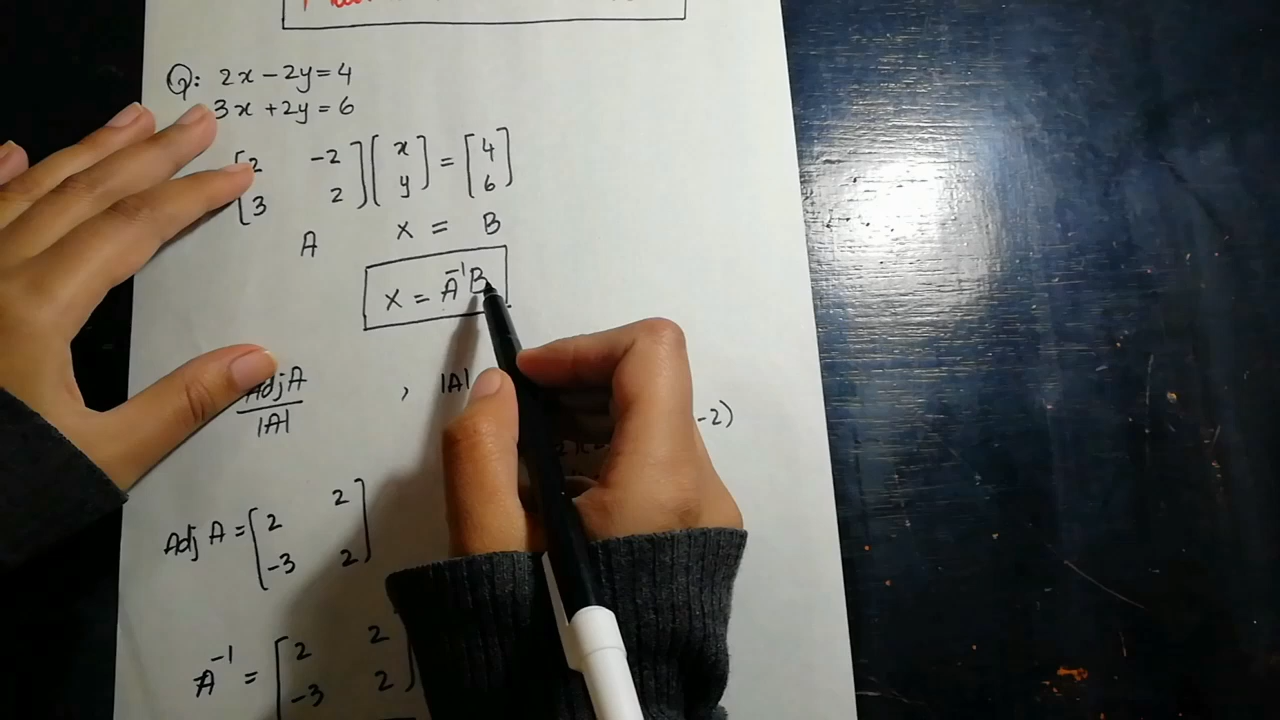 Q: 2x - 2y = 4
3x + 2y = 6
[2 -2] [x] = [4]
[3 2] [y] [6]
A X = B
X = A⁻¹B
AdjA , |A|
|A|
-2)
2
Adj A = [2
-3 2]
A⁻¹ = [2 2
-3 2]